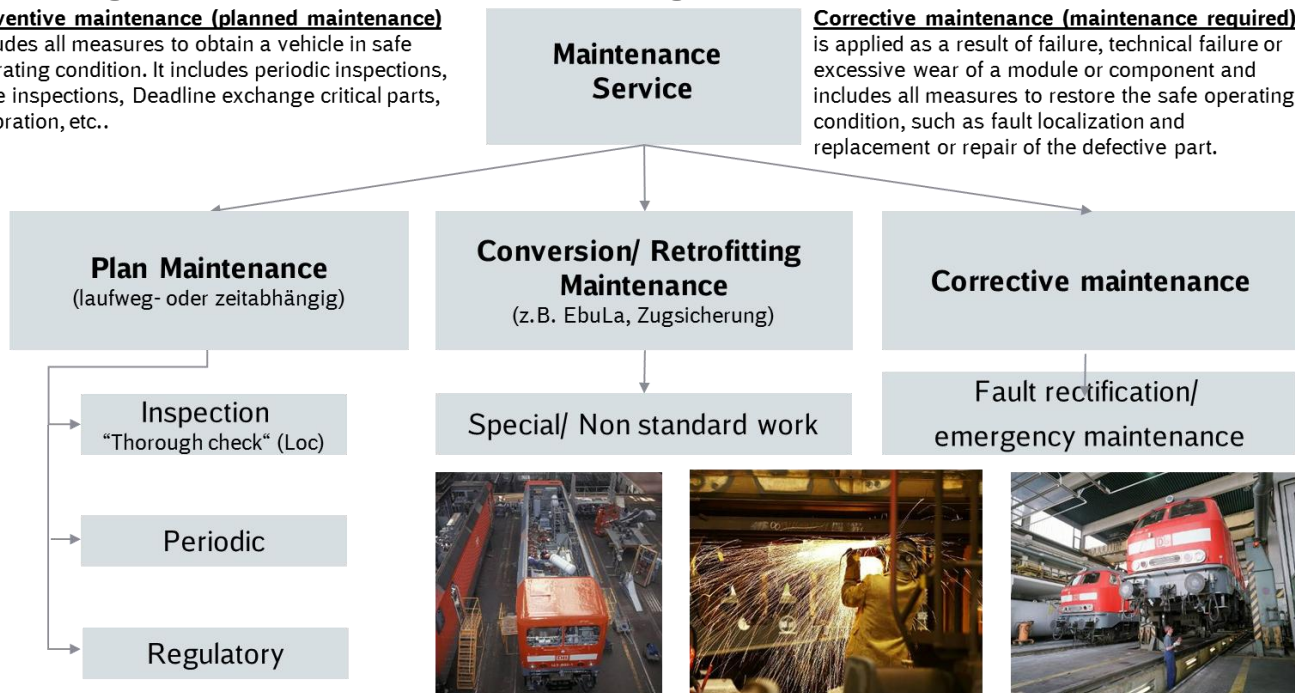 ventive maintenance (planned maintenance)
udes all measures to obtain a vehicle in safe
rating condition. It includes periodic inspections,
e inspections, Deadline exchange critical parts,
bration, etc..
Maintenance
Service
Corrective maintenance (maintenance required)
is applied as a result of failure, technical failure or
excessive wear of a module or component and
includes all measures to restore the safe operating
condition, such as fault localization and
replacement or repair of the defective part.
Plan Maintenance
(laufweg- oder zeitabhängig)
Conversion/ Retrofitting
Maintenance
(z.B. EbuLa, Zugsicherung)
Corrective maintenance
Inspection
“Thorough check“ (Loc)
Special/ Non standard work
Fault rectification/
emergency maintenance
Periodic
Regulatory